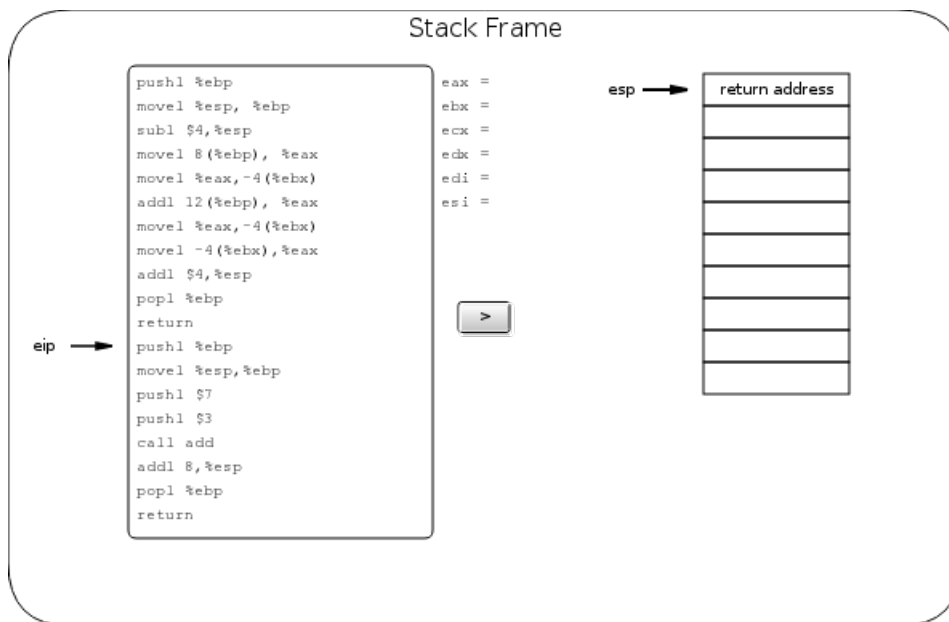 Stack Frame
pushl %ebp
movel %esp, %ebp
subl $4,%esp
movel 8(%ebp), %eax
movel %eax,-4(%ebx)
addl 12(%ebp), %eax
movel %eax,-4(%ebx)
movel -4(%ebx),%eax
addl $4,%esp
popl %ebp
return
eip
pushl %ebp
movel %esp,%ebp
pushl $7
pushl $3
call add
addl 8,%esp
popl %ebp
return
eax =
ebx =
ecx =
edx =
edi =
esi =
>
esp
return address